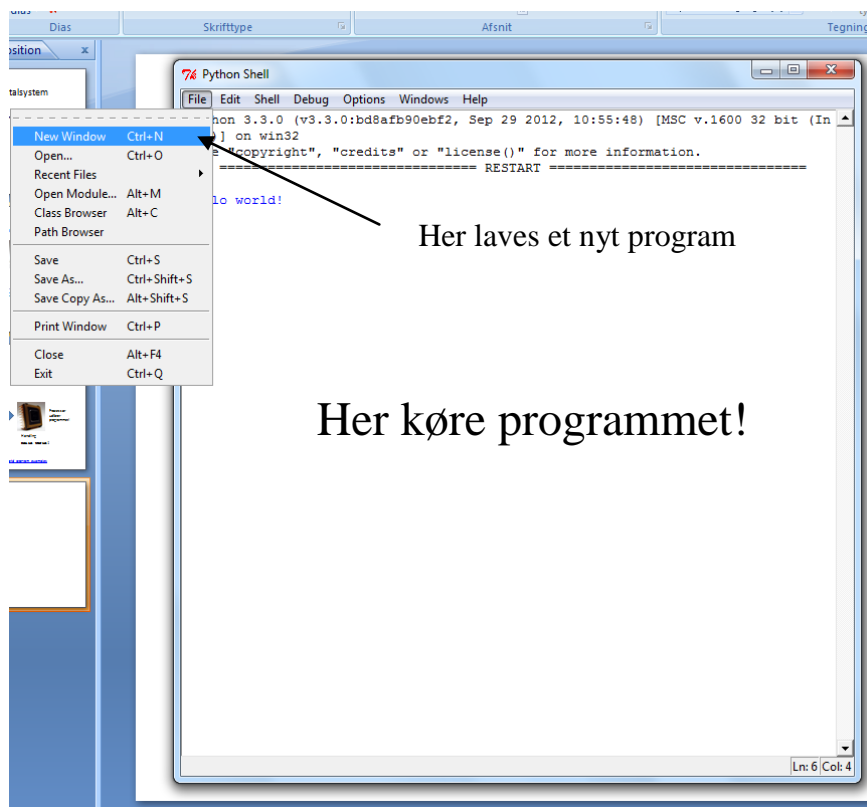 Dias Skrifttype Afsnit Tegning
osition x
talsystem
Python Shell
File Edit Shell Debug Options Windows Help
hon 3.3.0 (v3.3.0:bd8afb90ebf2, Sep 29 2012, 10:55:48) [MSC v.1600 32 bit (In
)] on win32
e "copyright", "credits" or "license()" for more information.
================================ RESTART ================================
lo world!
New Window Ctrl+N
Open... Ctrl+O
Recent Files
Open Module... Alt+M
Class Browser Alt+C
Path Browser
Save Ctrl+S
Save As... Ctrl+Shift+S
Save Copy As... Alt+Shift+S
Print Window Ctrl+P
Close Alt+F4
Exit Ctrl+Q
Her laves et nyt program
Her køre programmet!
Ln: 6 Col: 4